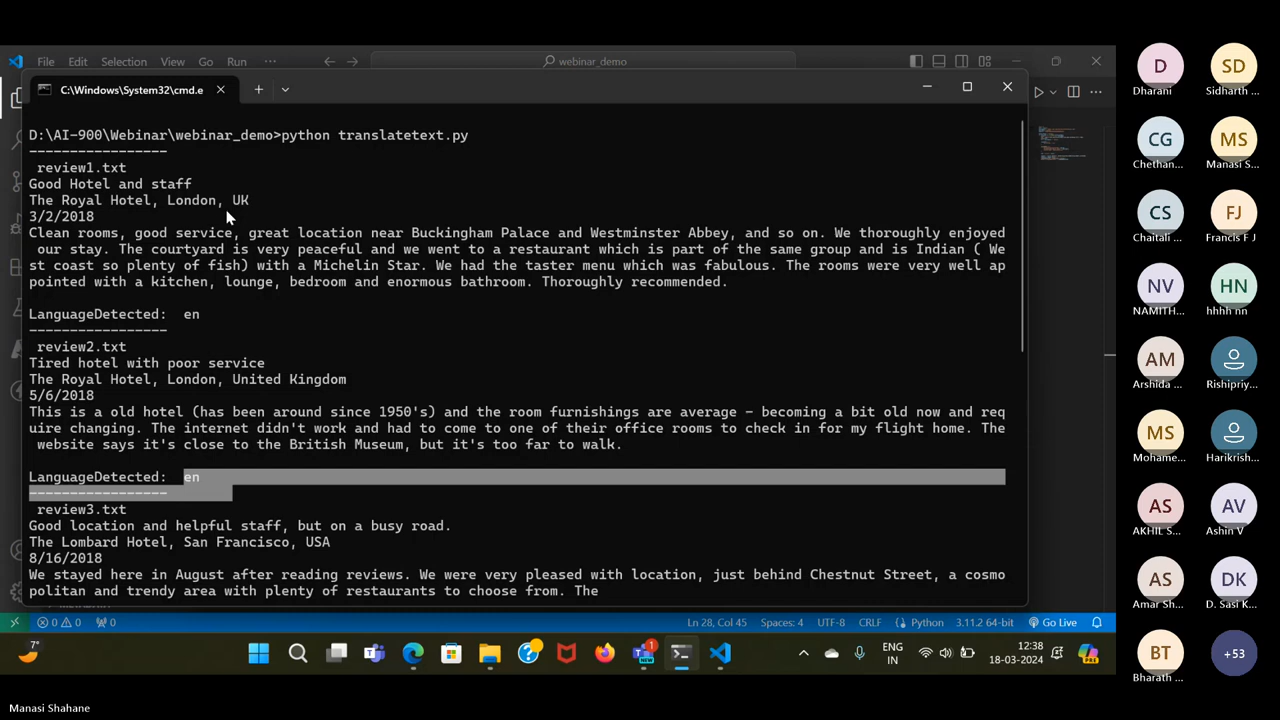 File Edit Selection View Go Run ... webinar_demo
C:\Windows\System32\cmd.e
D:\AI-900\Webinar\webinar_demo>python translatetext.py
-----------------
review1.txt
Good Hotel and staff
The Royal Hotel, London, UK
3/2/2018
Clean rooms, good service, great location near Buckingham Palace and Westminster Abbey, and so on. We thoroughly enjoyed
our stay. The courtyard is very peaceful and we went to a restaurant which is part of the same group and is Indian ( We
st coast so plenty of fish) with a Michelin Star. We had the taster menu which was fabulous. The rooms were very well ap
pointed with a kitchen, lounge, bedroom and enormous bathroom. Thoroughly recommended.
LanguageDetected: en
-----------------
review2.txt
Tired hotel with poor service
The Royal Hotel, London, United Kingdom
5/6/2018
This is a old hotel (has been around since 1950's) and the room furnishings are average - becoming a bit old now and req
uire changing. The internet didn't work and had to come to one of their office rooms to check in for my flight home. The
website says it's close to the British Museum, but it's too far to walk.
LanguageDetected: en
-----------------
review3.txt
Good location and helpful staff, but on a busy road.
The Lombard Hotel, San Francisco, USA
8/16/2018
We stayed here in August after reading reviews. We were very pleased with location, just behind Chestnut Street, a cosmo
politan and trendy area with plenty of restaurants to choose from. The
0 0 0 Ln 28, Col 45 Spaces: 4 UTF-8 CRLF Python 3.11.2 64-bit Go Live
7° NEW 1 ENG 12:38 PRE
IN 18-03-2024
Manasi Shahane
D SD
Dharani Sidharth ...
CG MS
Chethan... Manasi S...
CS FJ
Chaitali ... Francis F J
NV HN
NAMITH... hhhh nn
AM
Arshida ... Rishipriy...
MS
Mohame... Harikrish...
AS AV
AKHIL S... Ashin V
AS DK
Amar Sh... D. Sasi K...
BT +53
Bharath ...